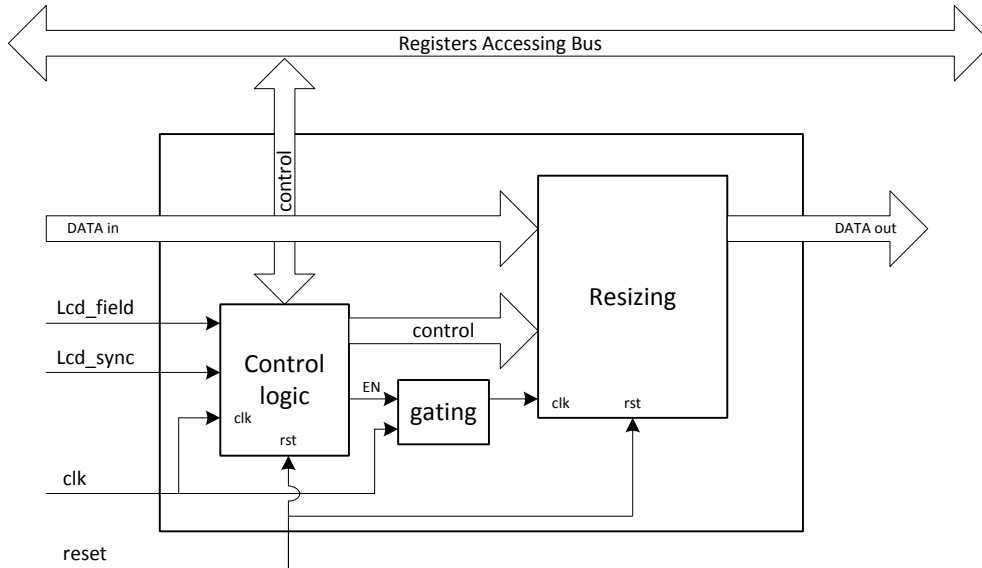 Registers Accessing Bus
control
DATA in
DATA out
Resizing
Lcd_field
control
Lcd_sync
Control
logic
EN
clk
gating
clk
rst
rst
clk
reset